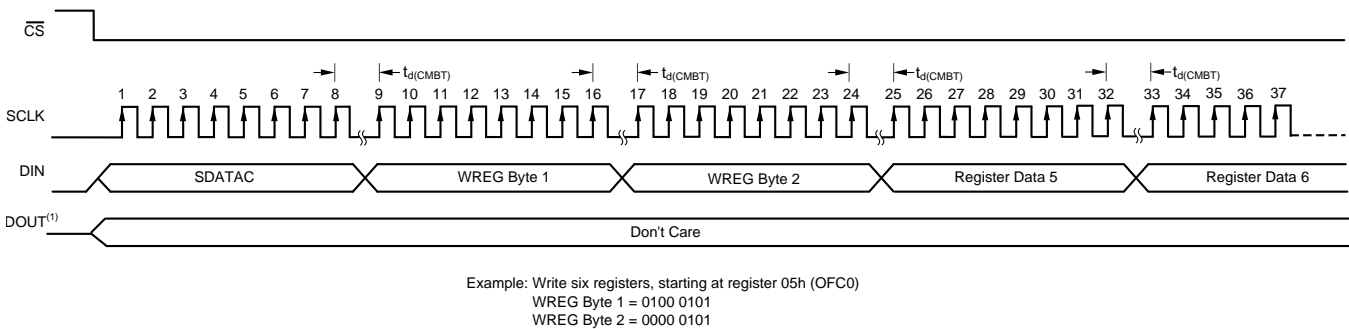 CS
t_d(CMBT) t_d(CMBT) t_d(CMBT) t_d(CMBT)
1 2 3 4 5 6 7 8 9 10 11 12 13 14 15 16 17 18 19 20 21 22 23 24 25 26 27 28 29 30 31 32 33 34 35 36 37
SCLK
DIN SDATAC WREG Byte 1 WREG Byte 2 Register Data 5 Register Data 6
DOUT(1) Don't Care
Example: Write six registers, starting at register 05h (OFC0)
WREG Byte 1 = 0100 0101
WREG Byte 2 = 0000 0101